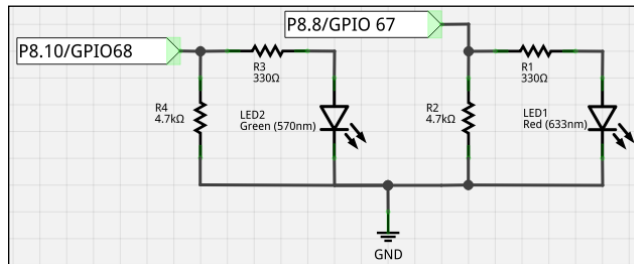 P8.8/GPIO 67
P8.10/GPIO68
R3
330Ω
R1
330Ω
R4
4.7kΩ
LED2
Green (570nm)
R2
4.7kΩ
LED1
Red (633nm)
GND